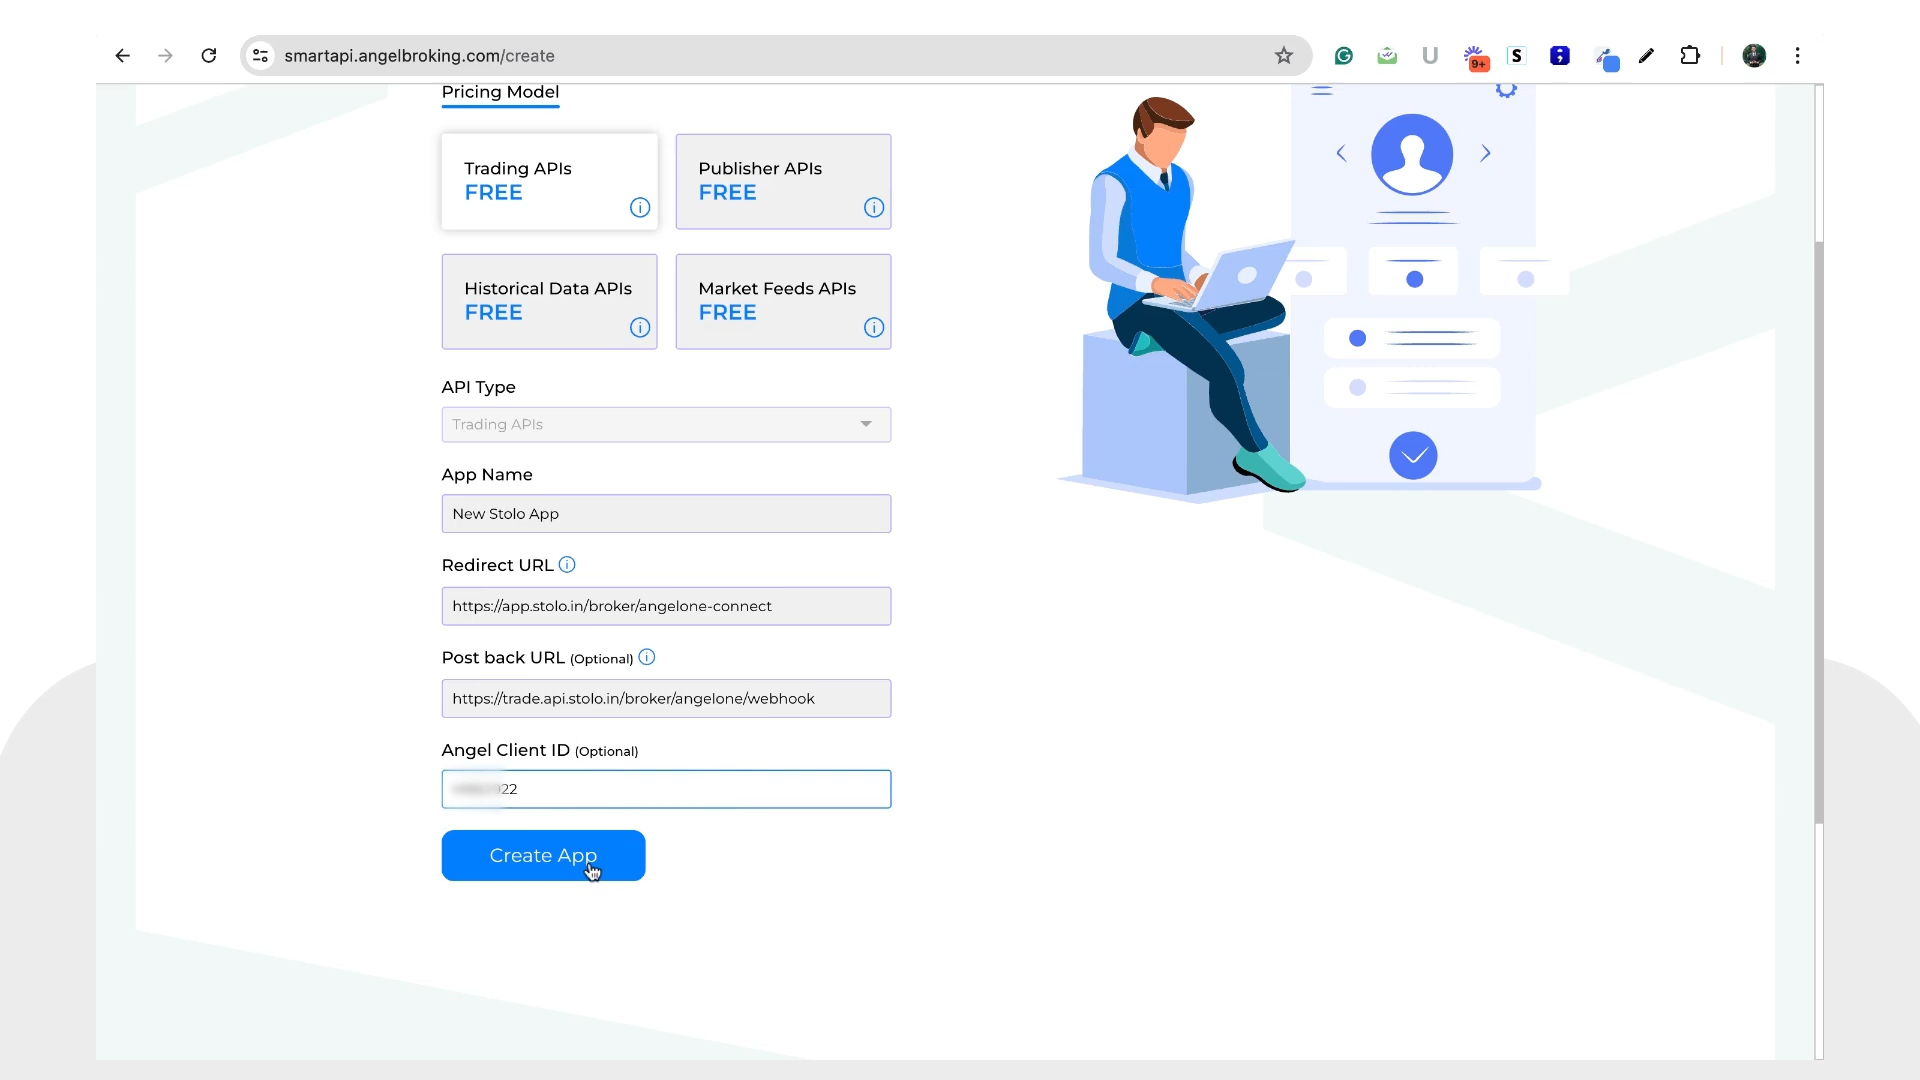 smartapi.angelbroking.com/create
U
9+
S
Pricing Model
Trading APIs
FREE
Publisher APIs
FREE
Historical Data APIs
FREE
Market Feeds APIs
FREE
API Type
Trading APIs
App Name
New Stolo App
Redirect URL
https://app.stolo.in/broker/angelone-connect
Post back URL (Optional)
https://trade.api.stolo.in/broker/angelone/webhook
Angel Client ID (Optional)
22
Create App